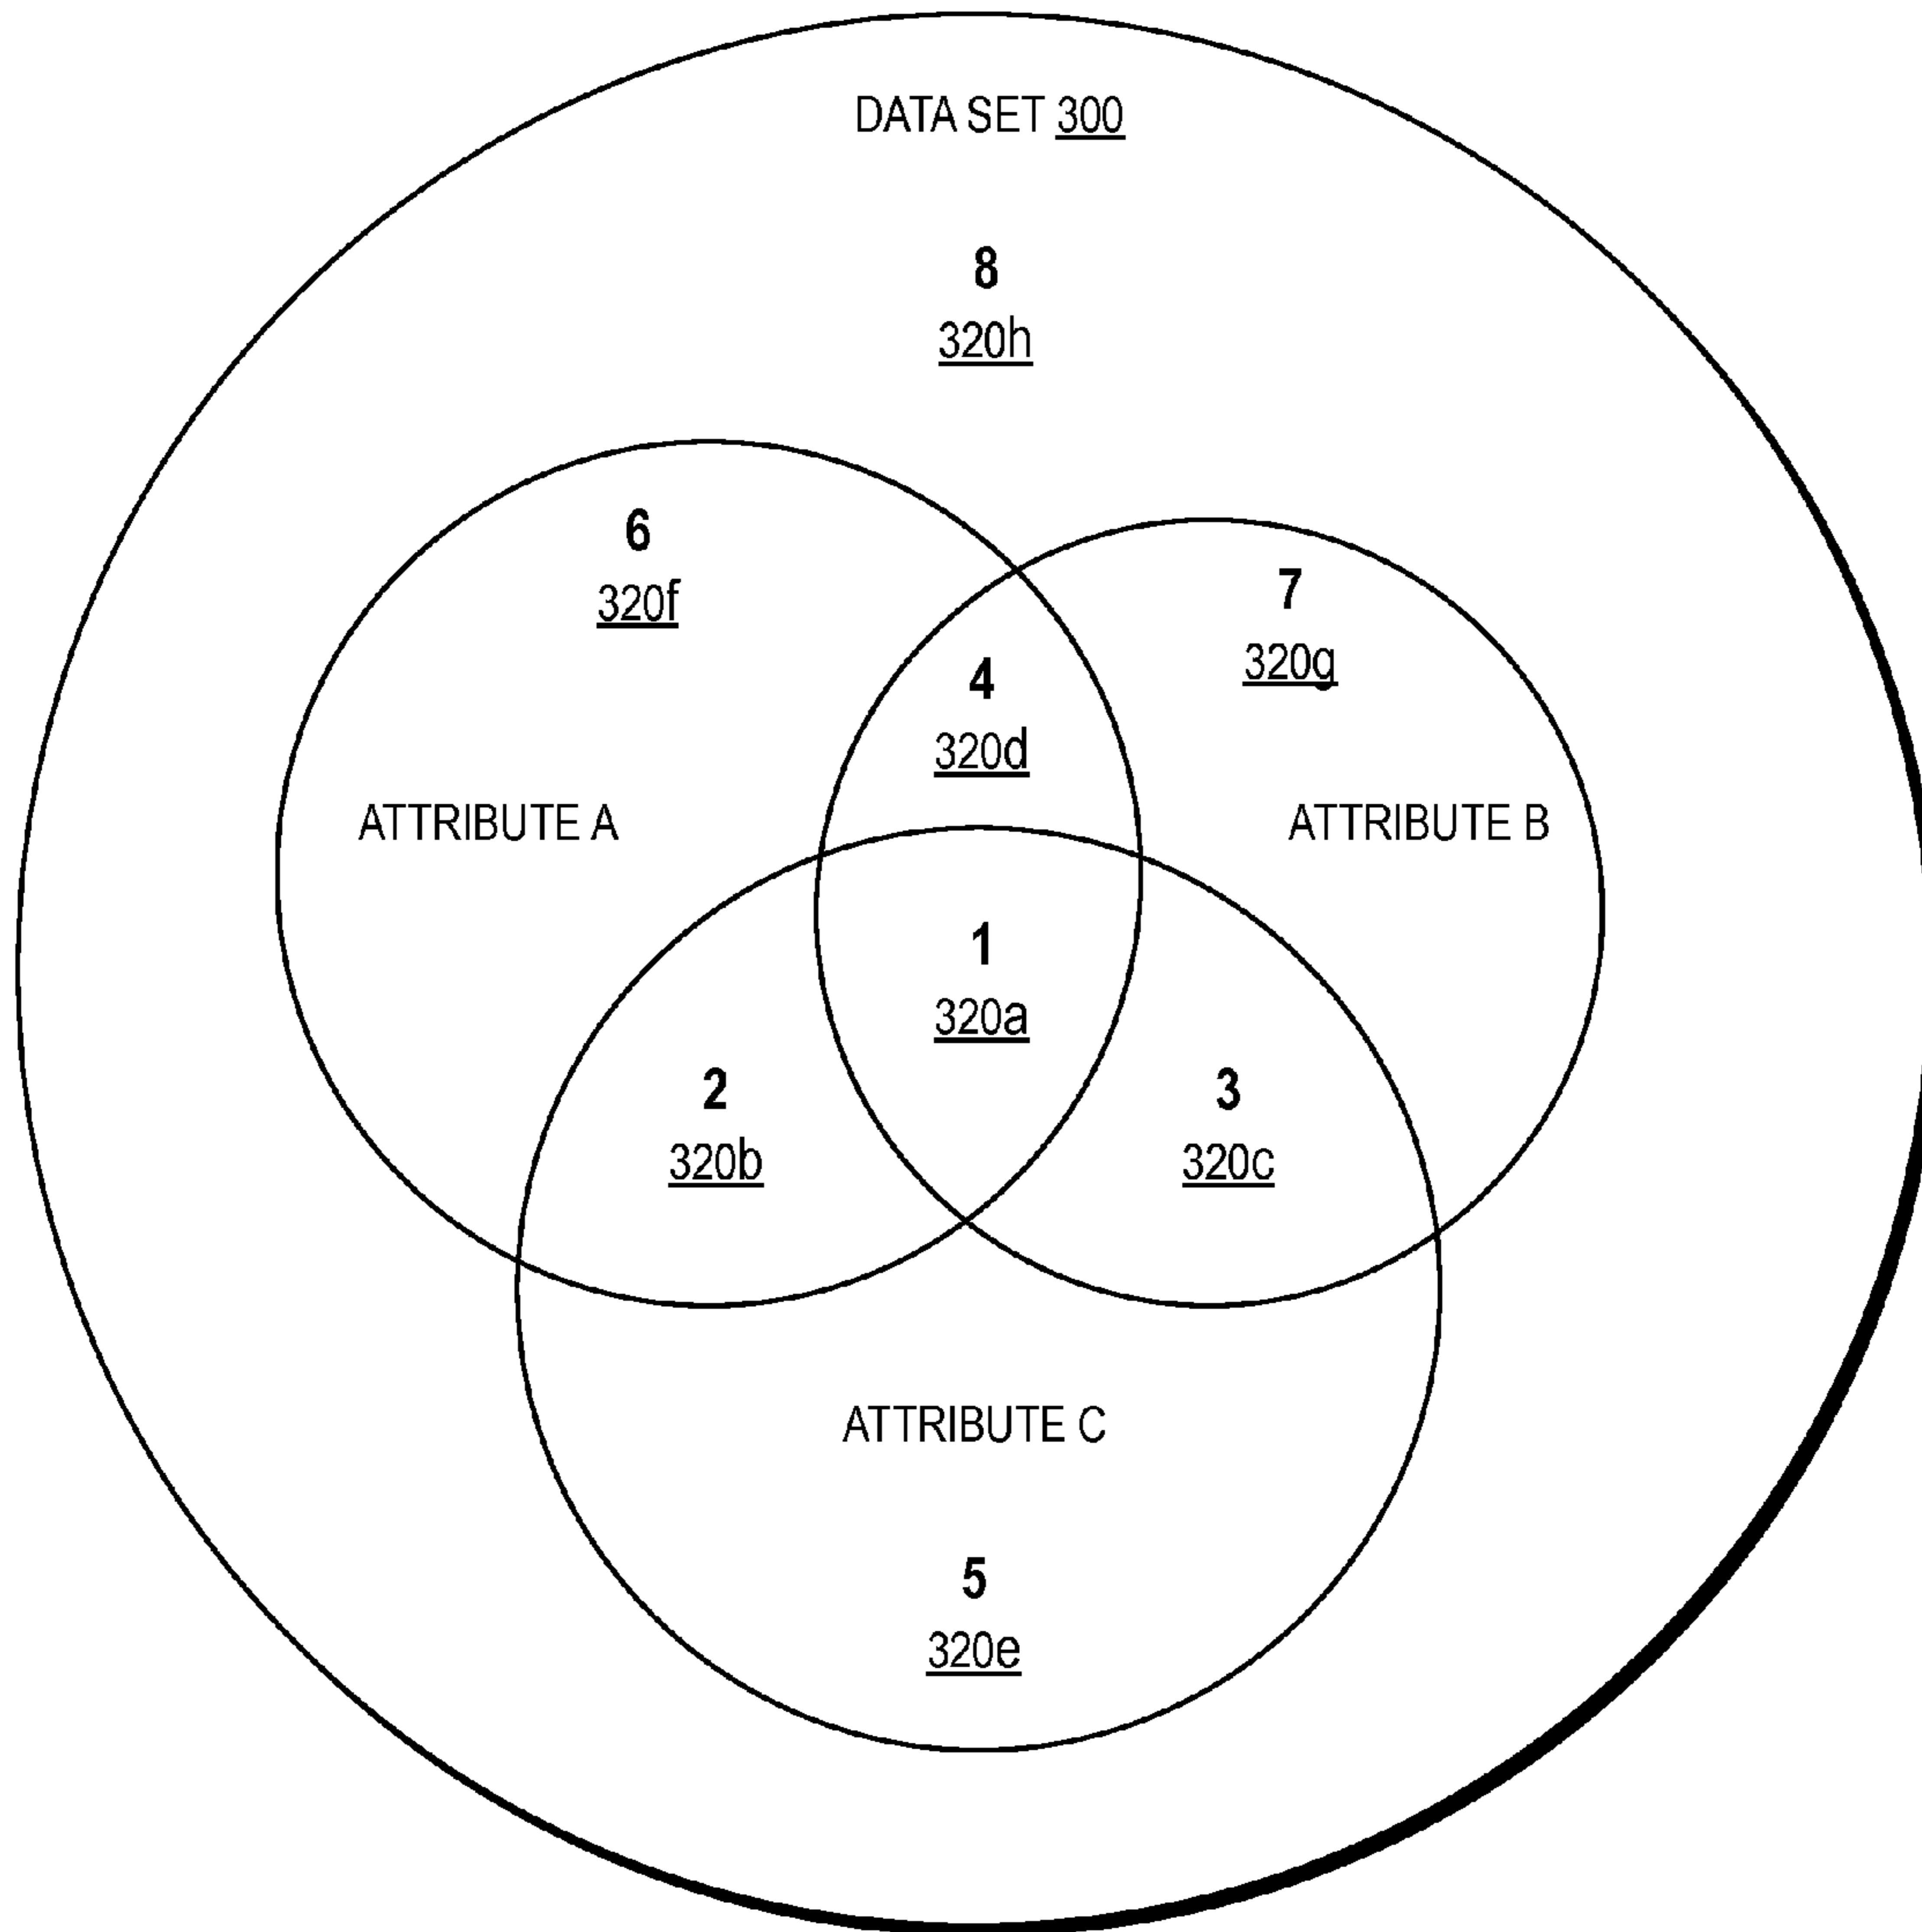 DATA SET 300
8
320h
6
320f
7
320g
4
320d
ATTRIBUTE A
ATTRIBUTE B
1
320a
2
320b
3
320c
ATTRIBUTE C
5
320e